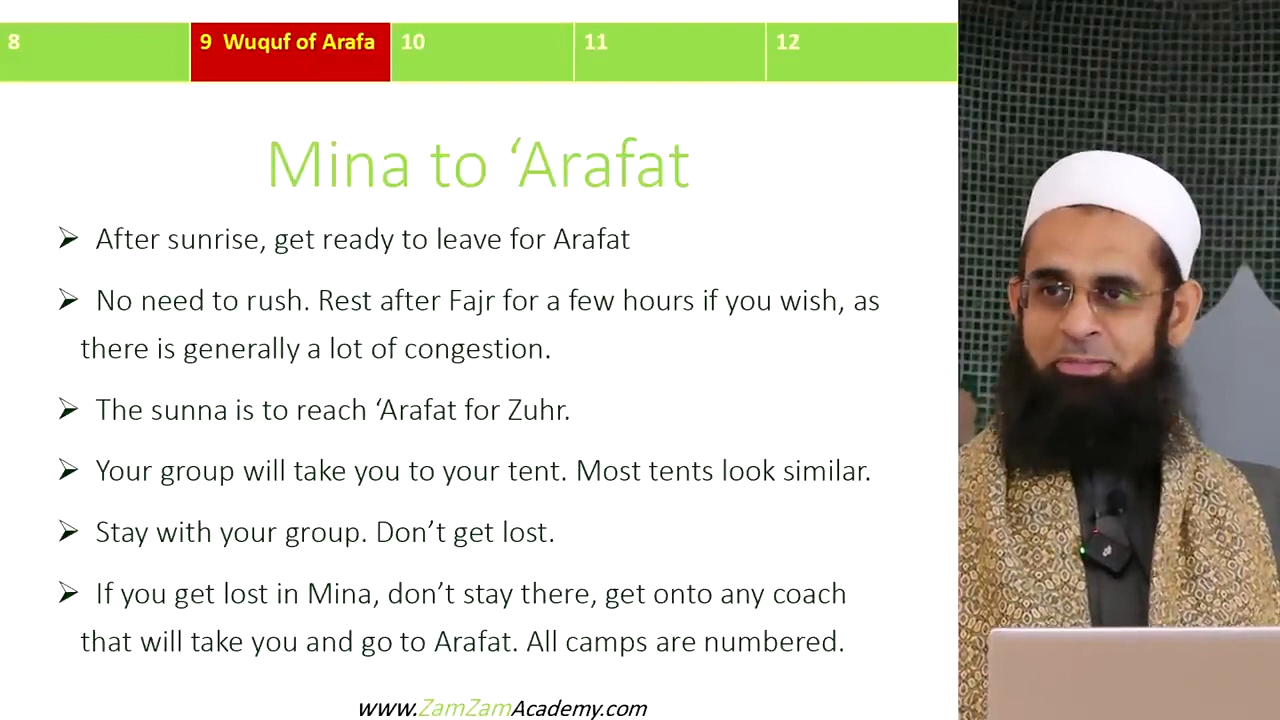 8
9 Wuquf of Arafa
10
11
12
Mina to ‘Arafat
➢ After sunrise, get ready to leave for Arafat
➢ No need to rush. Rest after Fajr for a few hours if you wish, as
there is generally a lot of congestion.
➢ The sunna is to reach ‘Arafat for Zuhr.
➢ Your group will take you to your tent. Most tents look similar.
➢ Stay with your group. Don’t get lost.
➢ If you get lost in Mina, don’t stay there, get onto any coach
that will take you and go to Arafat. All camps are numbered.
www.ZamZamAcademy.com